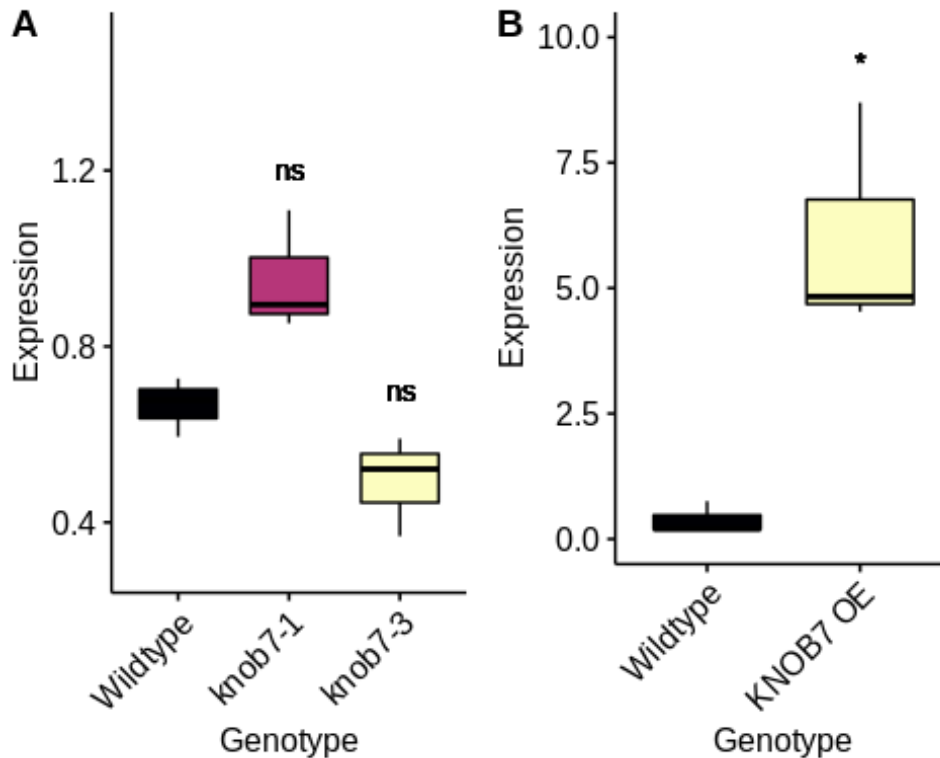 A
Expression
1.2
0.8
0.4
ns
ns
Wildtype
knob7-1
knob7-3
Genotype
B
Expression
10.0
7.5
5.0
2.5
0.0
*
Wildtype
KNOB7 OE
Genotype